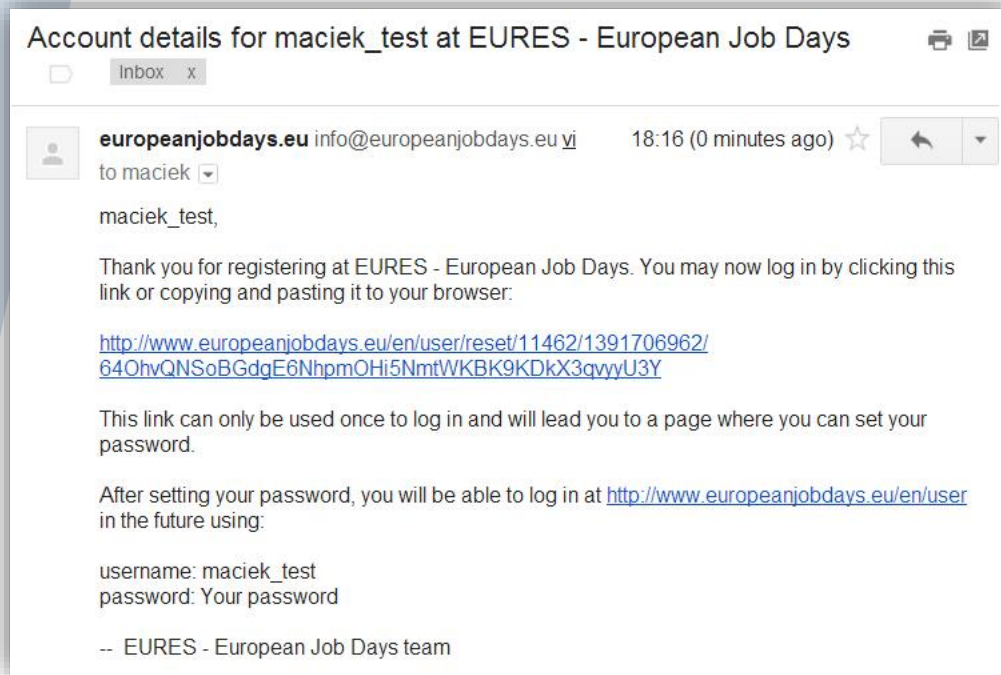 Account details for maciek_test at EURES - European Job Days
Inbox x
europeanjobdays.eu info@europeanjobdays.eu vi 18:16 (0 minutes ago)
to maciek
maciek_test,
Thank you for registering at EURES - European Job Days. You may now log in by clicking this
link or copying and pasting it to your browser:
http://www.europeanjobdays.eu/en/user/reset/11462/1391706962/
64OhvQNSoBGdgE6NhpmOHi5NmtWKBK9KDkX3qvyyU3Y
This link can only be used once to log in and will lead you to a page where you can set your
password.
After setting your password, you will be able to log in at http://www.europeanjobdays.eu/en/user
in the future using:
username: maciek_test
password: Your password
-- EURES - European Job Days team